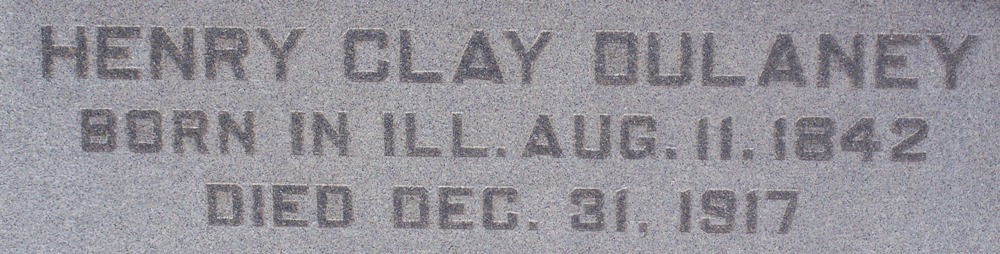 HENRY CLAY DULANEY
BORN IN ILL. AUG. 11. 1842
DIED DEC. 31, 1917